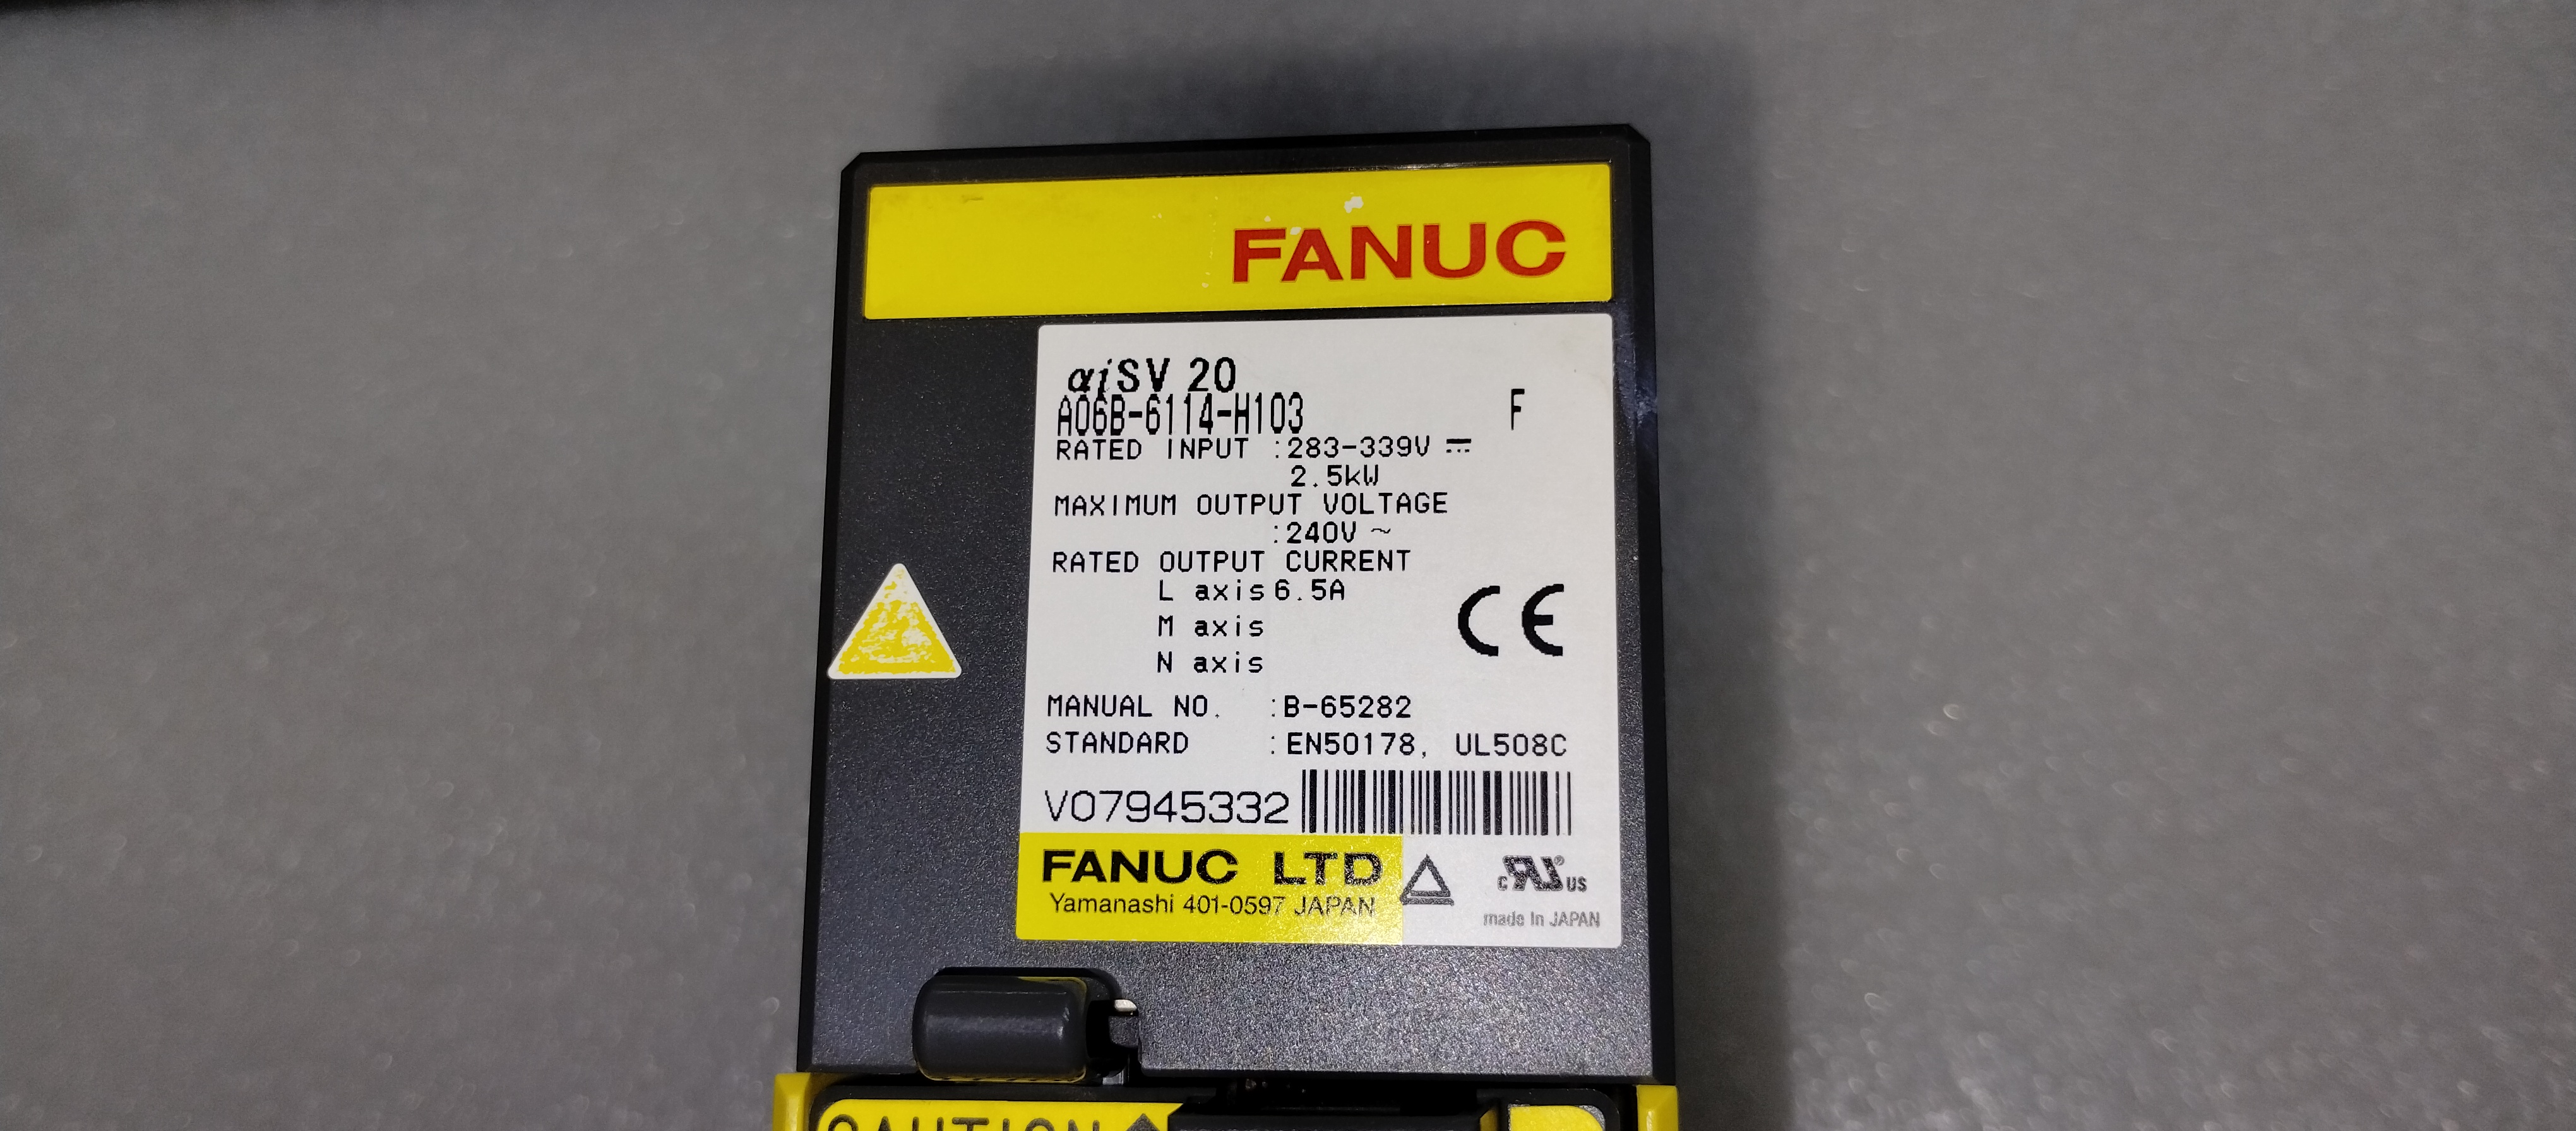 FANUC
αiSV 20
A06B-6114-H103 F
RATED INPUT :283-339V ⎓
2.5kW
MAXIMUM OUTPUT VOLTAGE
:240V ~
RATED OUTPUT CURRENT
L axis 6.5A
M axis
N axis
CE
MANUAL NO. :B-65282
STANDARD :EN50178, UL508C
V07945332
FANUC LTD
Yamanashi 401-0597 JAPAN
c RU® US
made in JAPAN
CAUTION